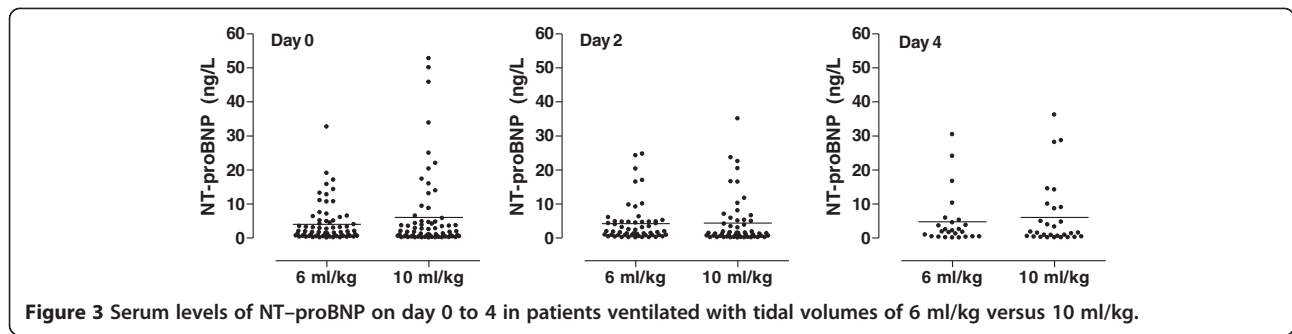 Day 0
NT-proBNP (ng/L)
60
50
40
30
20
10
0
6 ml/kg 10 ml/kg
Day 2
NT-proBNP (ng/L)
60
50
40
30
20
10
0
6 ml/kg 10 ml/kg
Day 4
NT-proBNP (ng/L)
60
50
40
30
20
10
0
6 ml/kg 10 ml/kg
Figure 3 Serum levels of NT–proBNP on day 0 to 4 in patients ventilated with tidal volumes of 6 ml/kg versus 10 ml/kg.